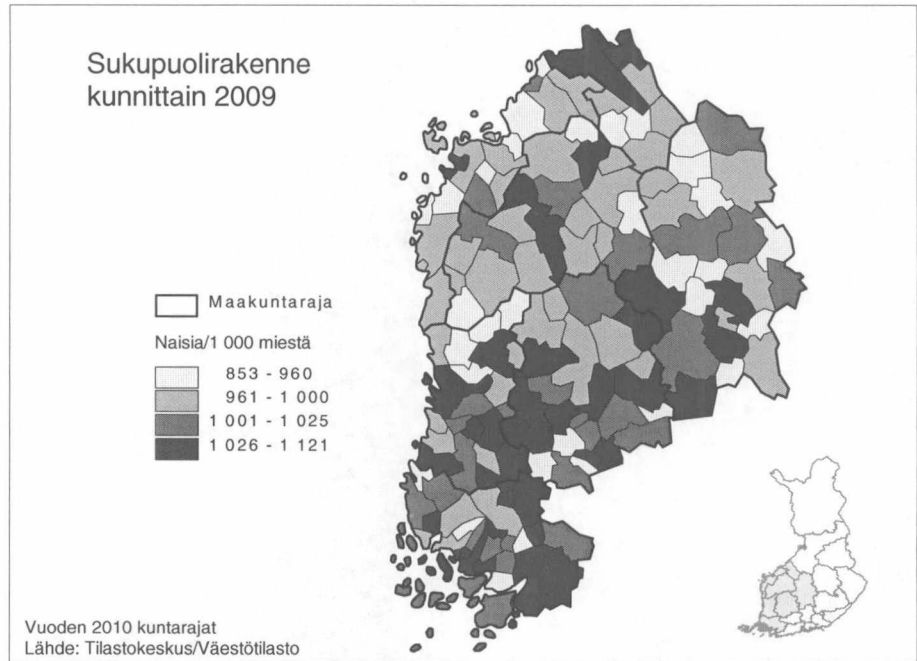 Sukupuolirakenne
kunnittain 2009
Maakuntaraja
Naisia/1 000 miestä
853 - 960
961 - 1 000
1 001 - 1 025
1 026 - 1 121
Vuoden 2010 kuntarajat
Lähde: Tilastokeskus/Väestötilasto